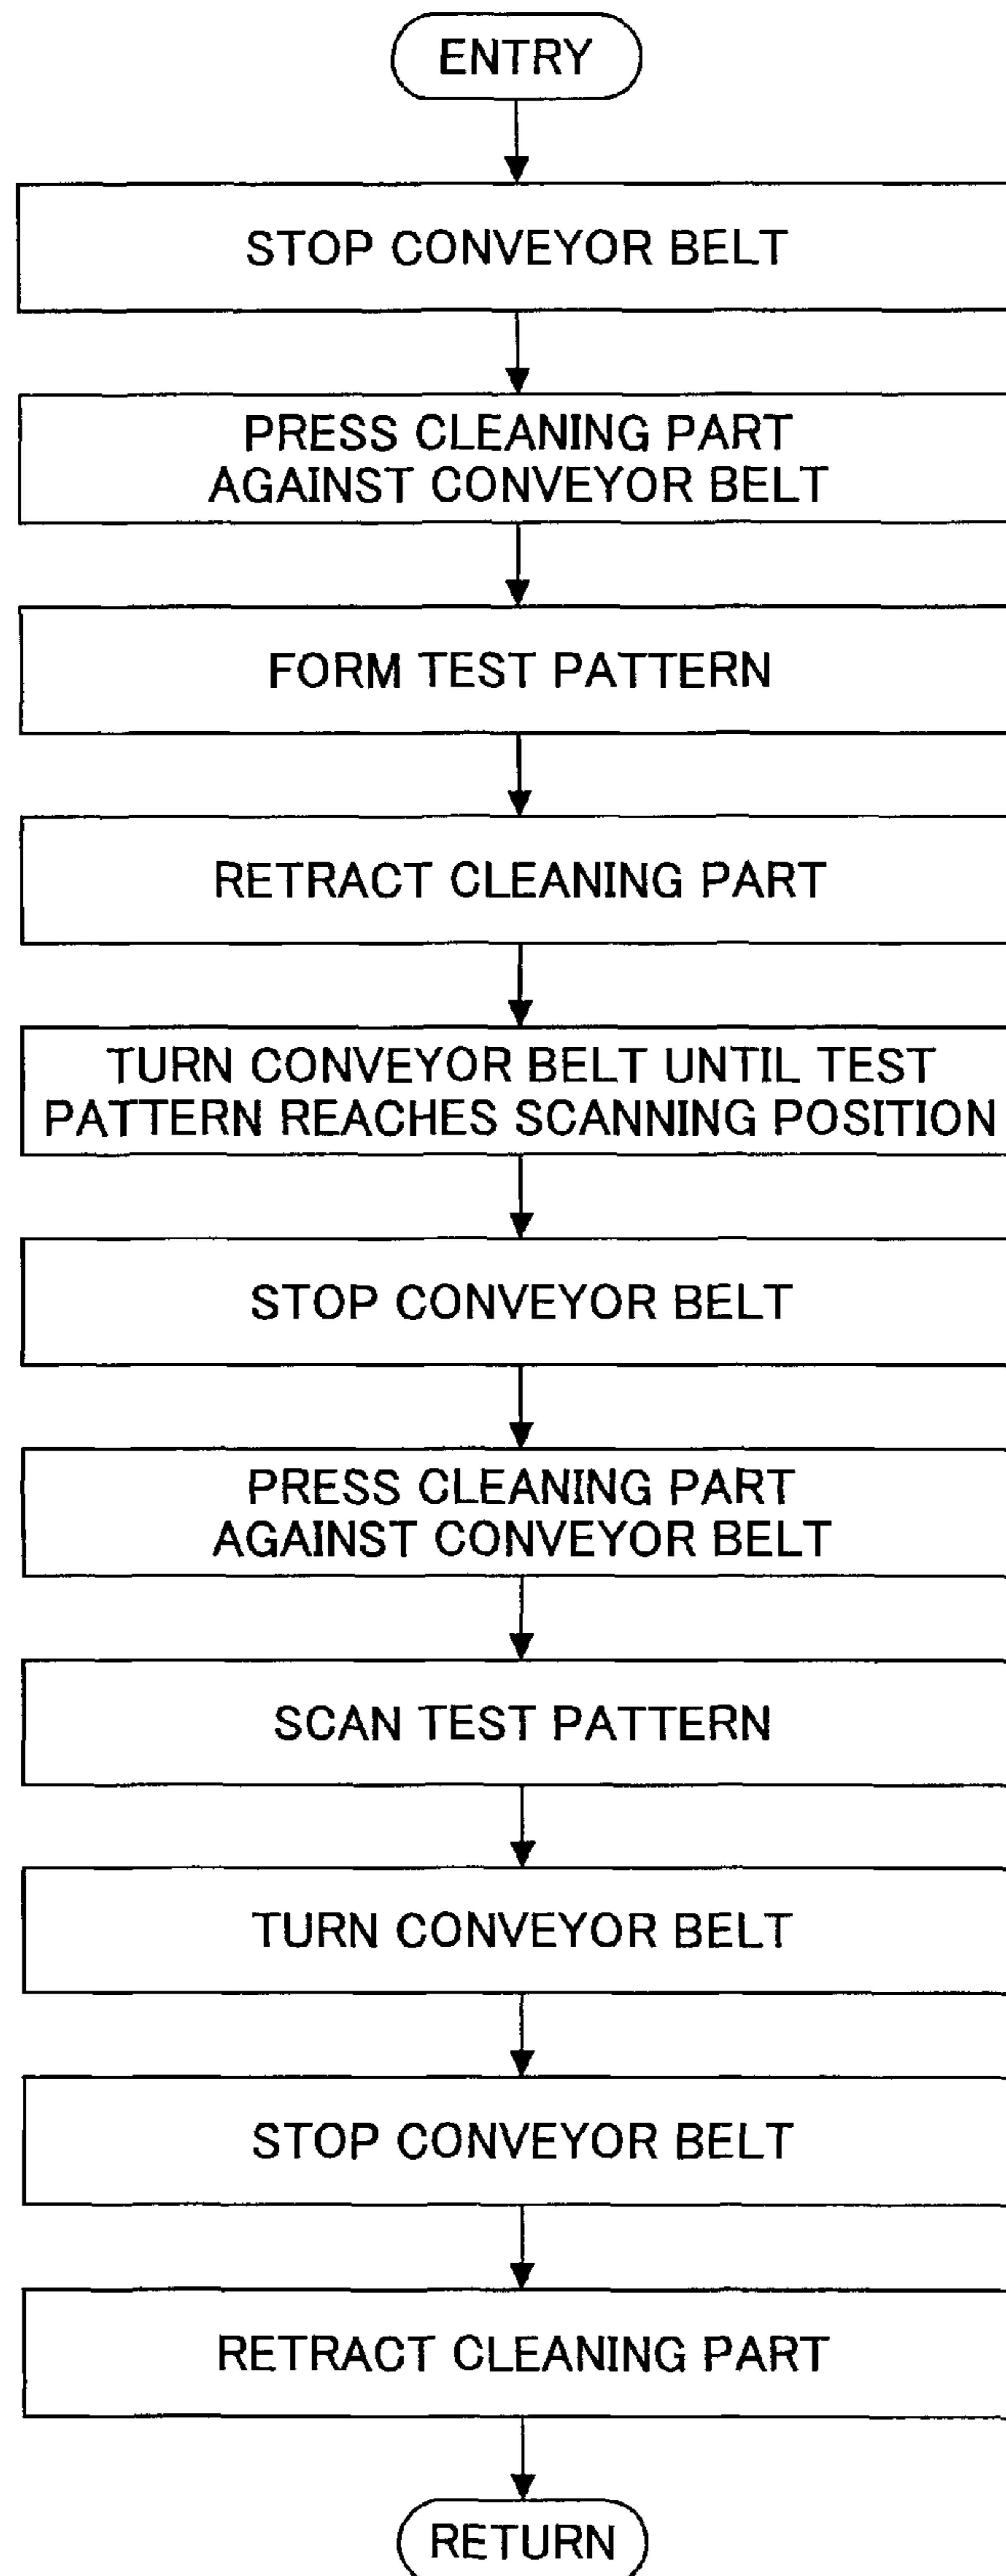 ENTRY
STOP CONVEYOR BELT
PRESS CLEANING PART
AGAINST CONVEYOR BELT
FORM TEST PATTERN
RETRACT CLEANING PART
TURN CONVEYOR BELT UNTIL TEST
PATTERN REACHES SCANNING POSITION
STOP CONVEYOR BELT
PRESS CLEANING PART
AGAINST CONVEYOR BELT
SCAN TEST PATTERN
TURN CONVEYOR BELT
STOP CONVEYOR BELT
RETRACT CLEANING PART
RETURN